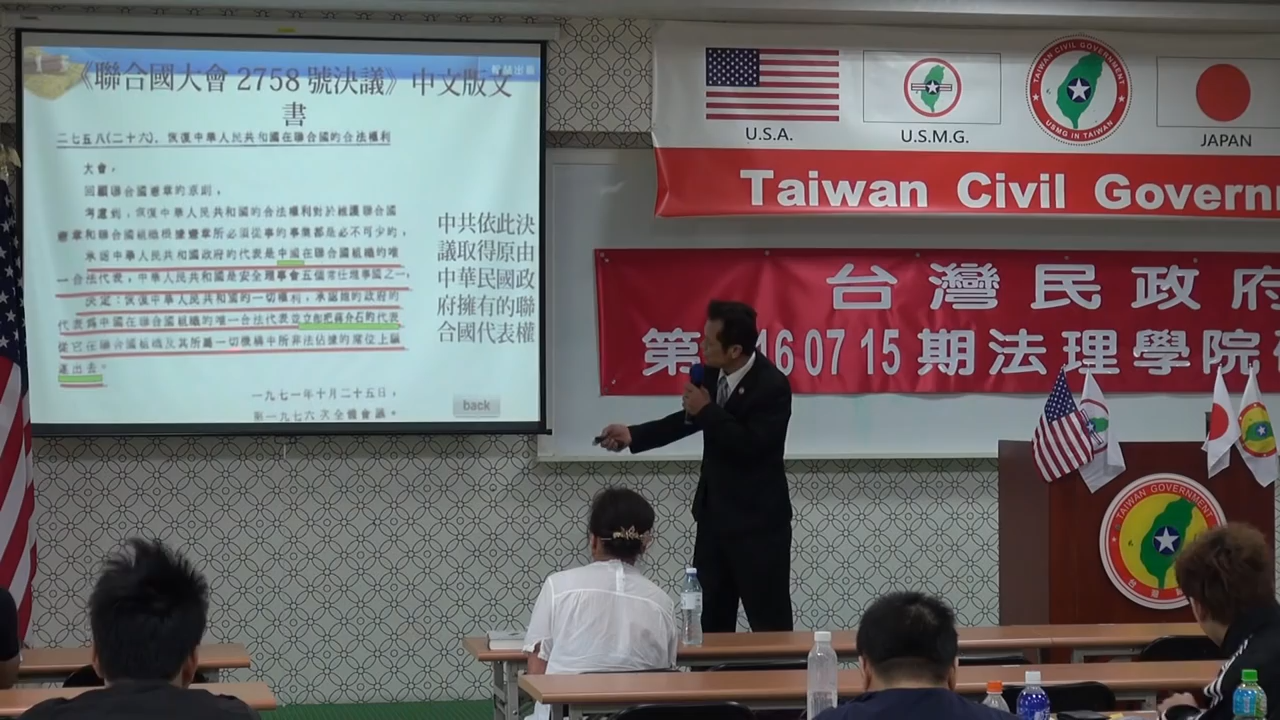 《聯合國大會 2758 號決議》中文版文
書
二七五八(二十六). 恢復中華人民共和國在聯合國的合法權利
大會,
回顧聯合國憲章的原則,
考慮到,恢復中華人民共和國的合法權利對於維護聯合國
憲章和聯合國組織根據憲章所必須從事的事業都是必不可少的,
承認中華人民共和國政府的代表是中國在聯合國組織的唯
一合法代表,中華人民共和國是安全理事會五個常任理事國之一,
決定:恢復中華人民共和國的一切權利,承認她的政府的
代表為中國在聯合國組織的唯一合法代表並立即把蔣介石的代表
從它在聯合國組織及其所屬一切機構中所非法佔據的席位上驅
逐出去。
一九七一年十月二十五日,
第一九七六次全體會議。
中共依此決
議取得原由
中華民國政
府擁有的聯
合國代表權
back
U.S.A.
U.S.M.G.
TAIWAN CIVIL GOVERNMENT
USMG IN TAIWAN
JAPAN
Taiwan Civil Governm
台灣民政府
第 16 07 15 期法理學院
TAIWAN GOVERNMENT
台灣